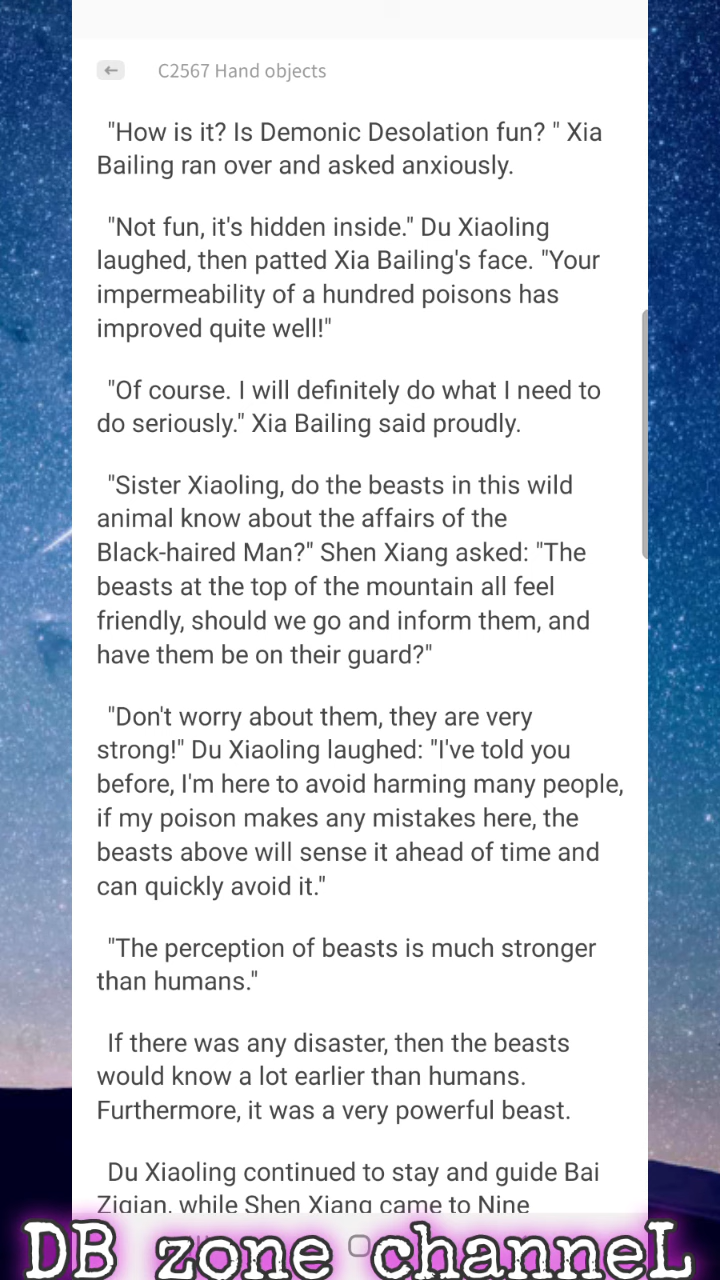 C2567 Hand objects
"How is it? Is Demonic Desolation fun? " Xia
Bailing ran over and asked anxiously.
"Not fun, it's hidden inside." Du Xiaoling
laughed, then patted Xia Bailing's face. "Your
impermeability of a hundred poisons has
improved quite well!"
"Of course. I will definitely do what I need to
do seriously." Xia Bailing said proudly.
"Sister Xiaoling, do the beasts in this wild
animal know about the affairs of the
Black-haired Man?" Shen Xiang asked: "The
beasts at the top of the mountain all feel
friendly, should we go and inform them, and
have them be on their guard?"
"Don't worry about them, they are very
strong!" Du Xiaoling laughed: "I've told you
before, I'm here to avoid harming many people,
if my poison makes any mistakes here, the
beasts above will sense it ahead of time and
can quickly avoid it."
"The perception of beasts is much stronger
than humans."
If there was any disaster, then the beasts
would know a lot earlier than humans.
Furthermore, it was a very powerful beast.
Du Xiaoling continued to stay and guide Bai
Ziqian, while Shen Xiang came to Nine
DB zone channeL